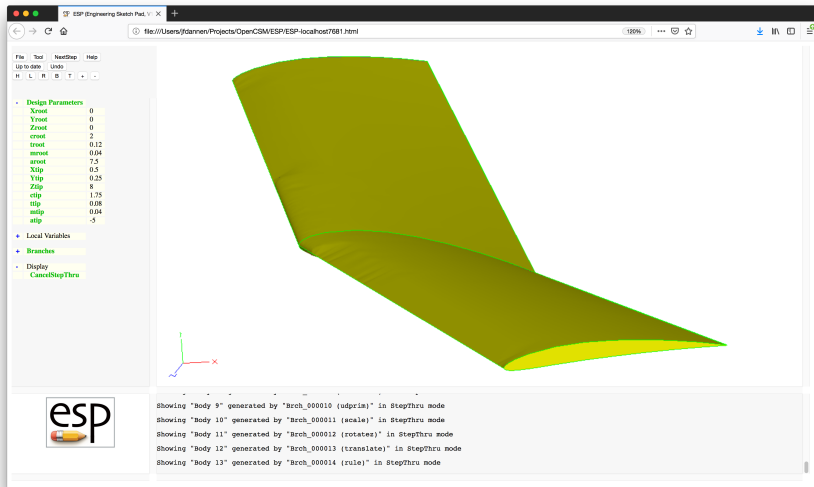 ESP (Engineering Sketch Pad, V
file:///Users/jfdannen/Projects/OpenCSM/ESP/ESP-localhost7681.html
120%
File Tool NextStep Help
Up to date Undo
H L R B T + -
- Design Parameters
Xroot 0
Yroot 0
Zroot 0
croot 2
troot 0.12
mroot 0.04
aroot 7.5
Xtip 0.5
Ytip 0.25
Ztip 8
ctip 1.75
ttip 0.08
mtip 0.04
atip -5
+ Local Variables
+ Branches
- Display
CancelStepThru
X
esp
Showing "Body 9" generated by "Brch_000010 (udprim)" in StepThru mode
Showing "Body 10" generated by "Brch_000011 (scale)" in StepThru mode
Showing "Body 11" generated by "Brch_000012 (rotatez)" in StepThru mode
Showing "Body 12" generated by "Brch_000013 (translate)" in StepThru mode
Showing "Body 13" generated by "Brch_000014 (rule)" in StepThru mode